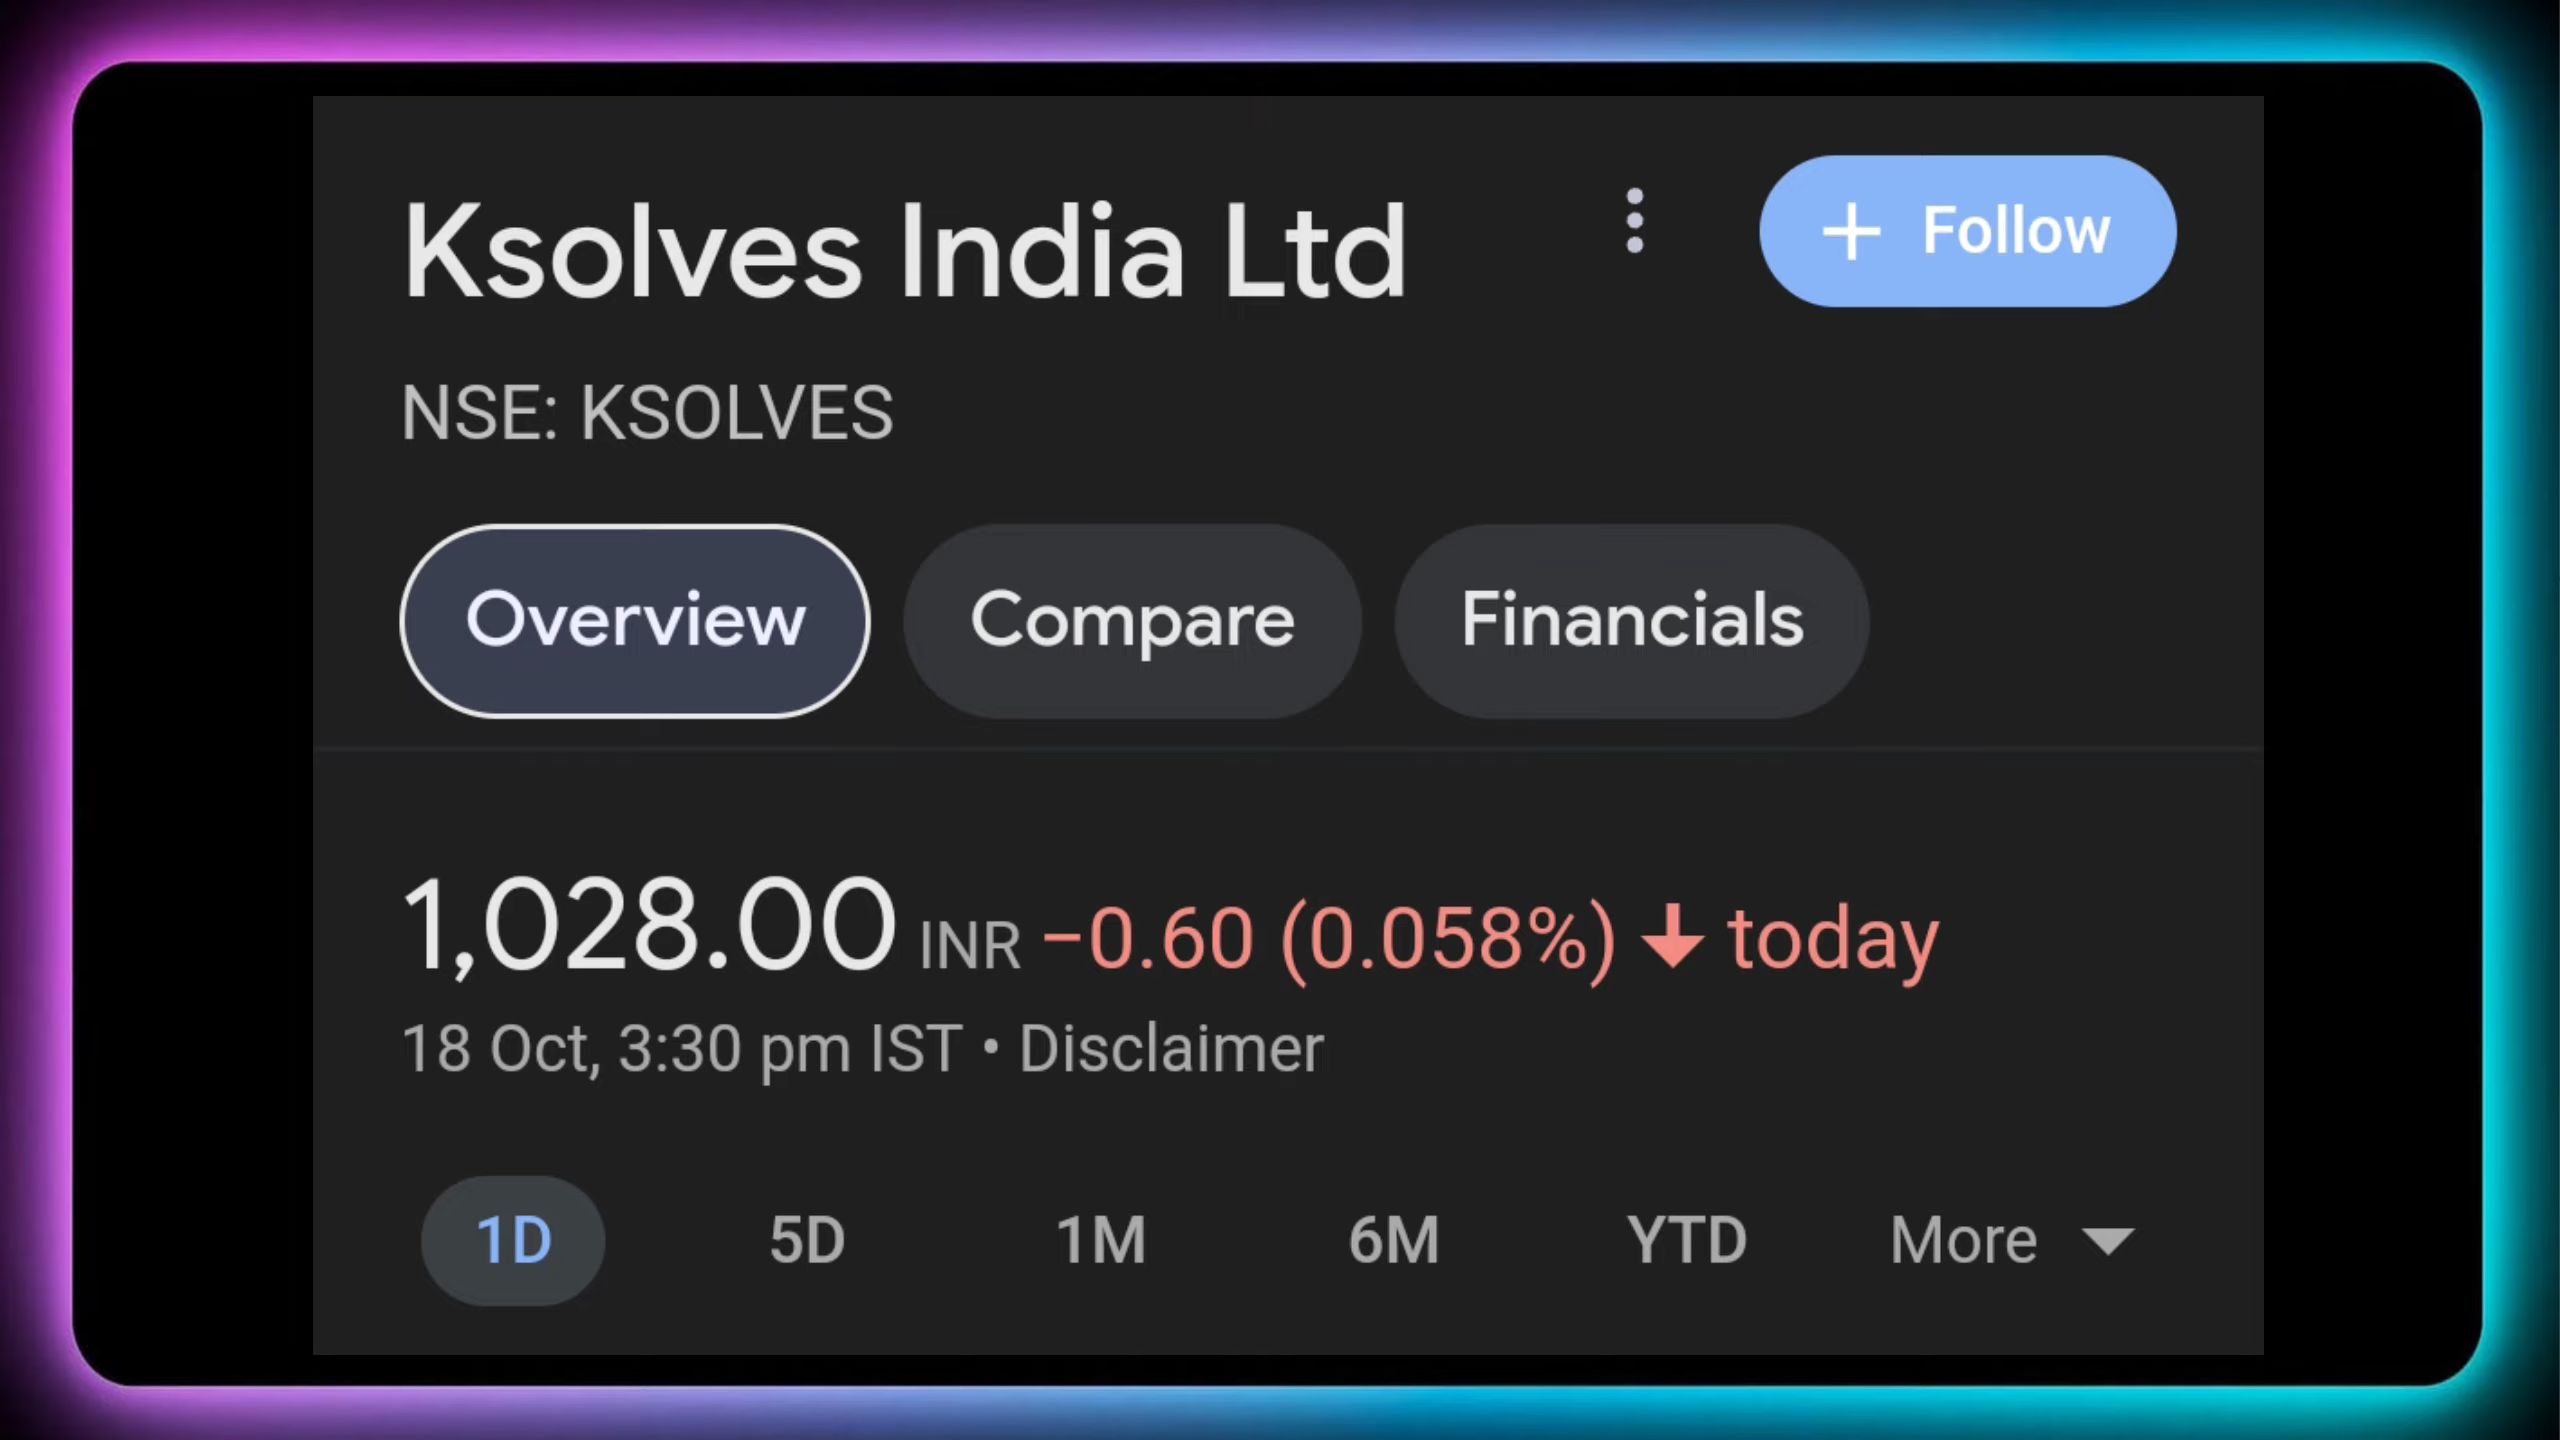 Ksolves India Ltd
+ Follow
NSE: KSOLVES
Overview
Compare
Financials
1,028.00 INR −0.60 (0.058%) ↓ today
18 Oct, 3:30 pm IST • Disclaimer
1D 5D 1M 6M YTD More